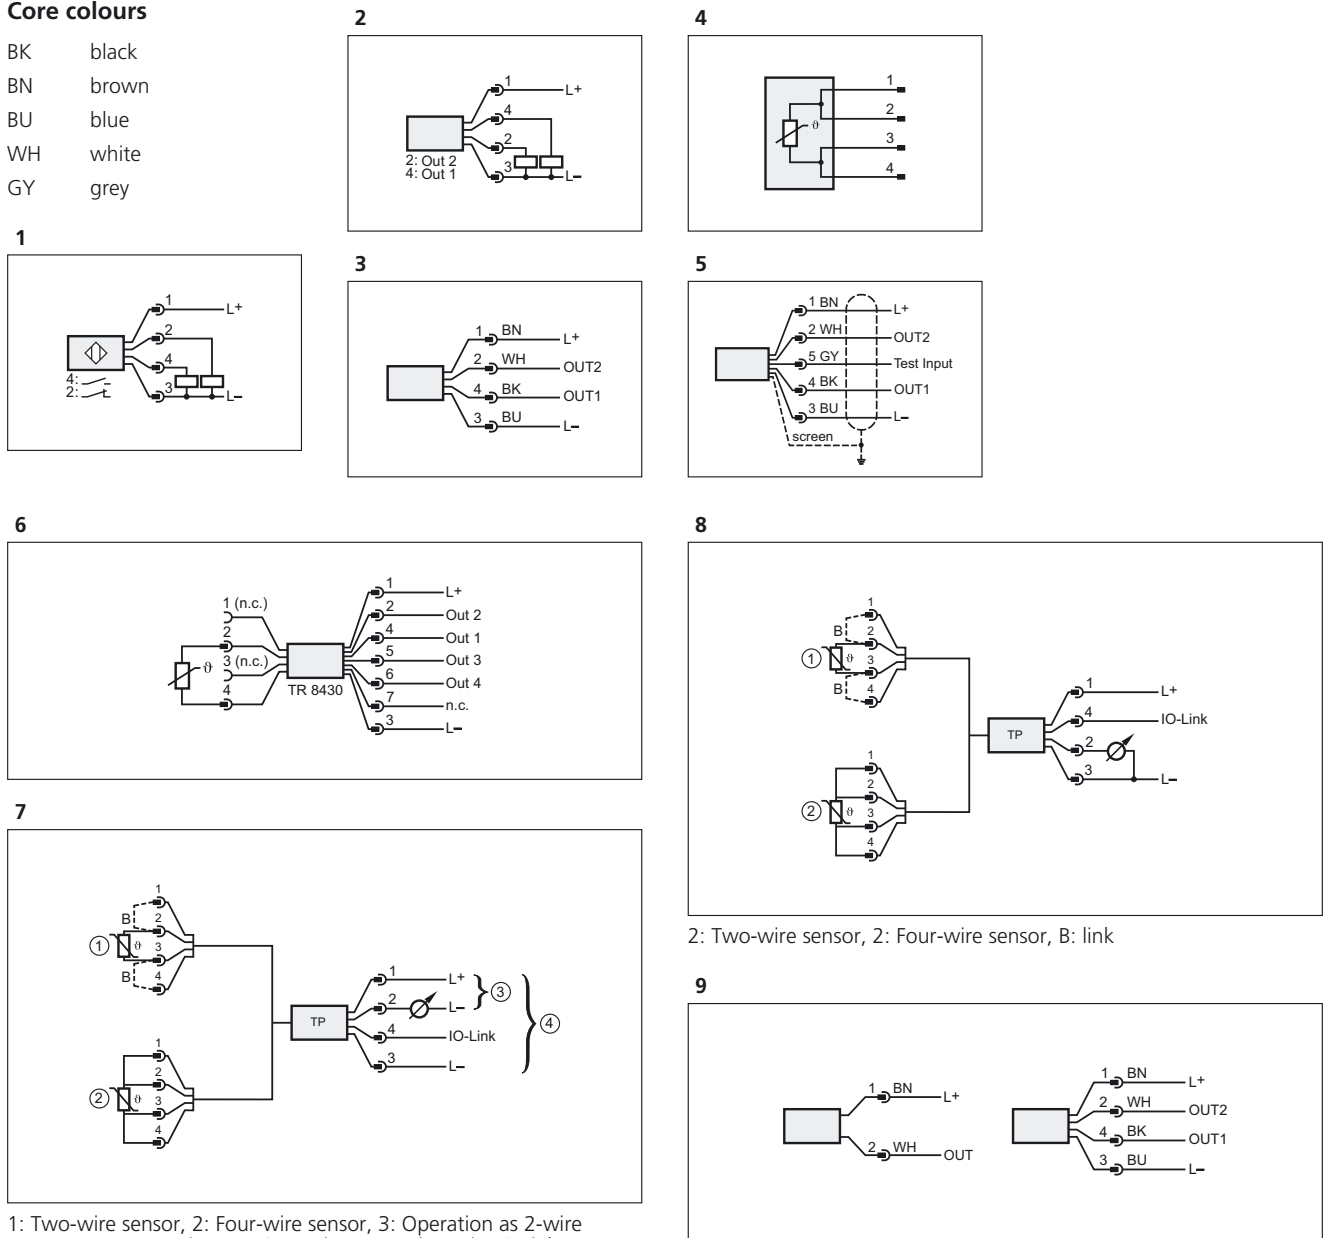 Core colours
BK black
BN brown
BU blue
WH white
GY grey
1
1
L+
2
4
3
L–
4:
2:
2
1
L+
4
2
3
L–
2: Out 2
4: Out 1
3
1 BN L+
2 WH OUT2
4 BK OUT1
3 BU L–
4
1
2
ϑ
3
4
5
1 BN L+
2 WH OUT2
5 GY Test Input
4 BK OUT1
3 BU L–
screen
6
1 (n.c.)
2
ϑ 3 (n.c.)
4
TR 8430
1 L+
2 Out 2
4 Out 1
5 Out 3
6 Out 4
7 n.c.
3 L–
7
1
B 2
① ϑ 3
B 4
1
2
② ϑ 3
4
TP
1 L+
2 L–
③
4 IO-Link
④
3 L–
1: Two-wire sensor, 2: Four-wire sensor, 3: Operation as 2-wire
8
1
B 2
① ϑ 3
B 4
1
2
② ϑ 3
4
TP
1 L+
4 IO-Link
2
3 L–
2: Two-wire sensor, 2: Four-wire sensor, B: link
9
1 BN L+
2 WH OUT
1 BN L+
2 WH OUT2
4 BK OUT1
3 BU L–